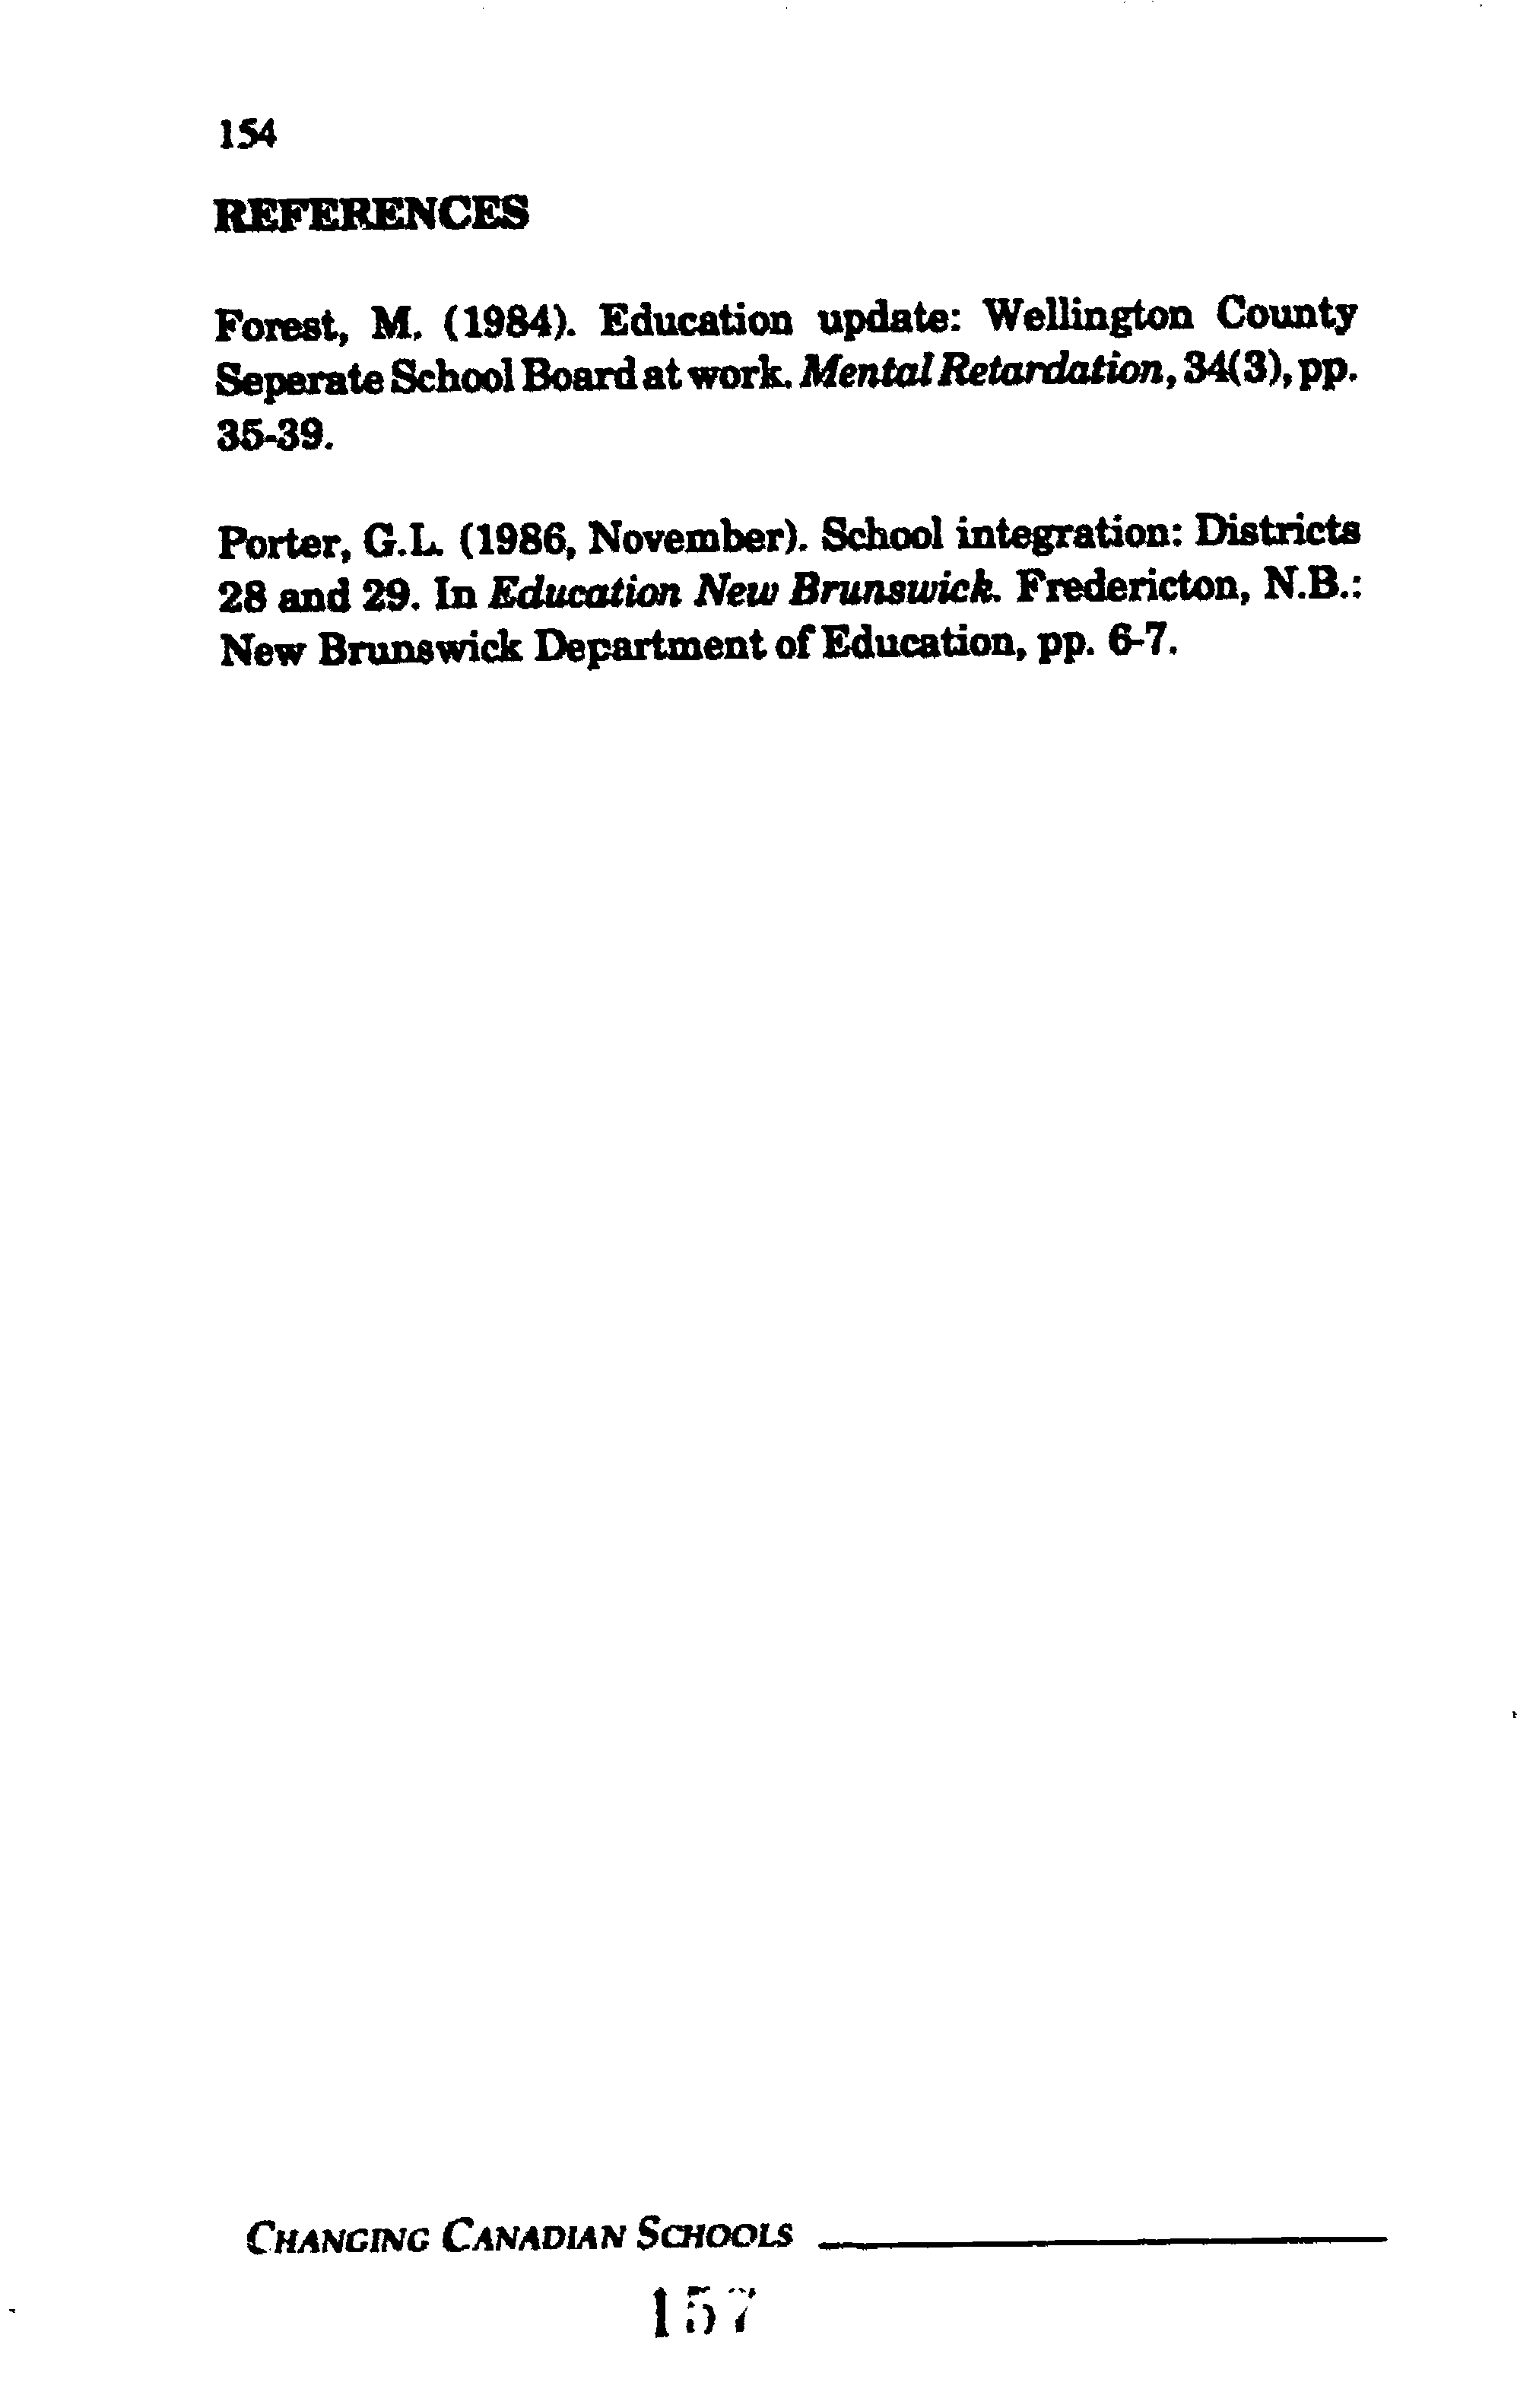 154
REFERENCES
Forest, M. (1984). Education update: Wellington County
Seperate School Board at work. Mental Retardation, 34(3), pp.
35-39.
Porter, G.L. (1986, November). School integration: Districts
28 and 29. In Education New Brunswick. Fredericton, N.B.:
New Brunswick Department of Education, pp. 6-7.
CHANGING CANADIAN SCHOOLS
157